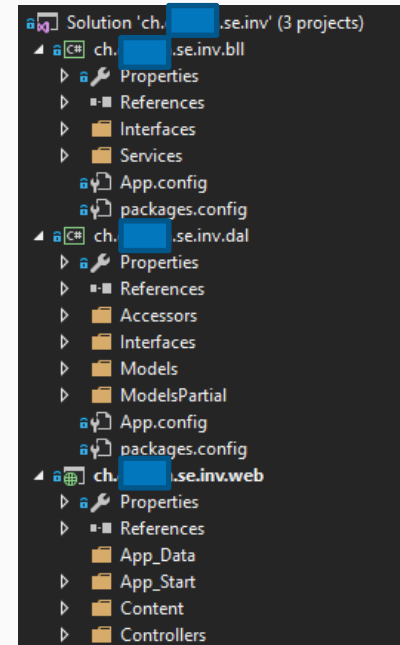 Solution 'ch. .se.inv' (3 projects)
C# ch. .se.inv.bll
Properties
References
Interfaces
Services
App.config
packages.config
C# ch. .se.inv.dal
Properties
References
Accessors
Interfaces
Models
ModelsPartial
App.config
packages.config
ch. .se.inv.web
Properties
References
App_Data
App_Start
Content
Controllers